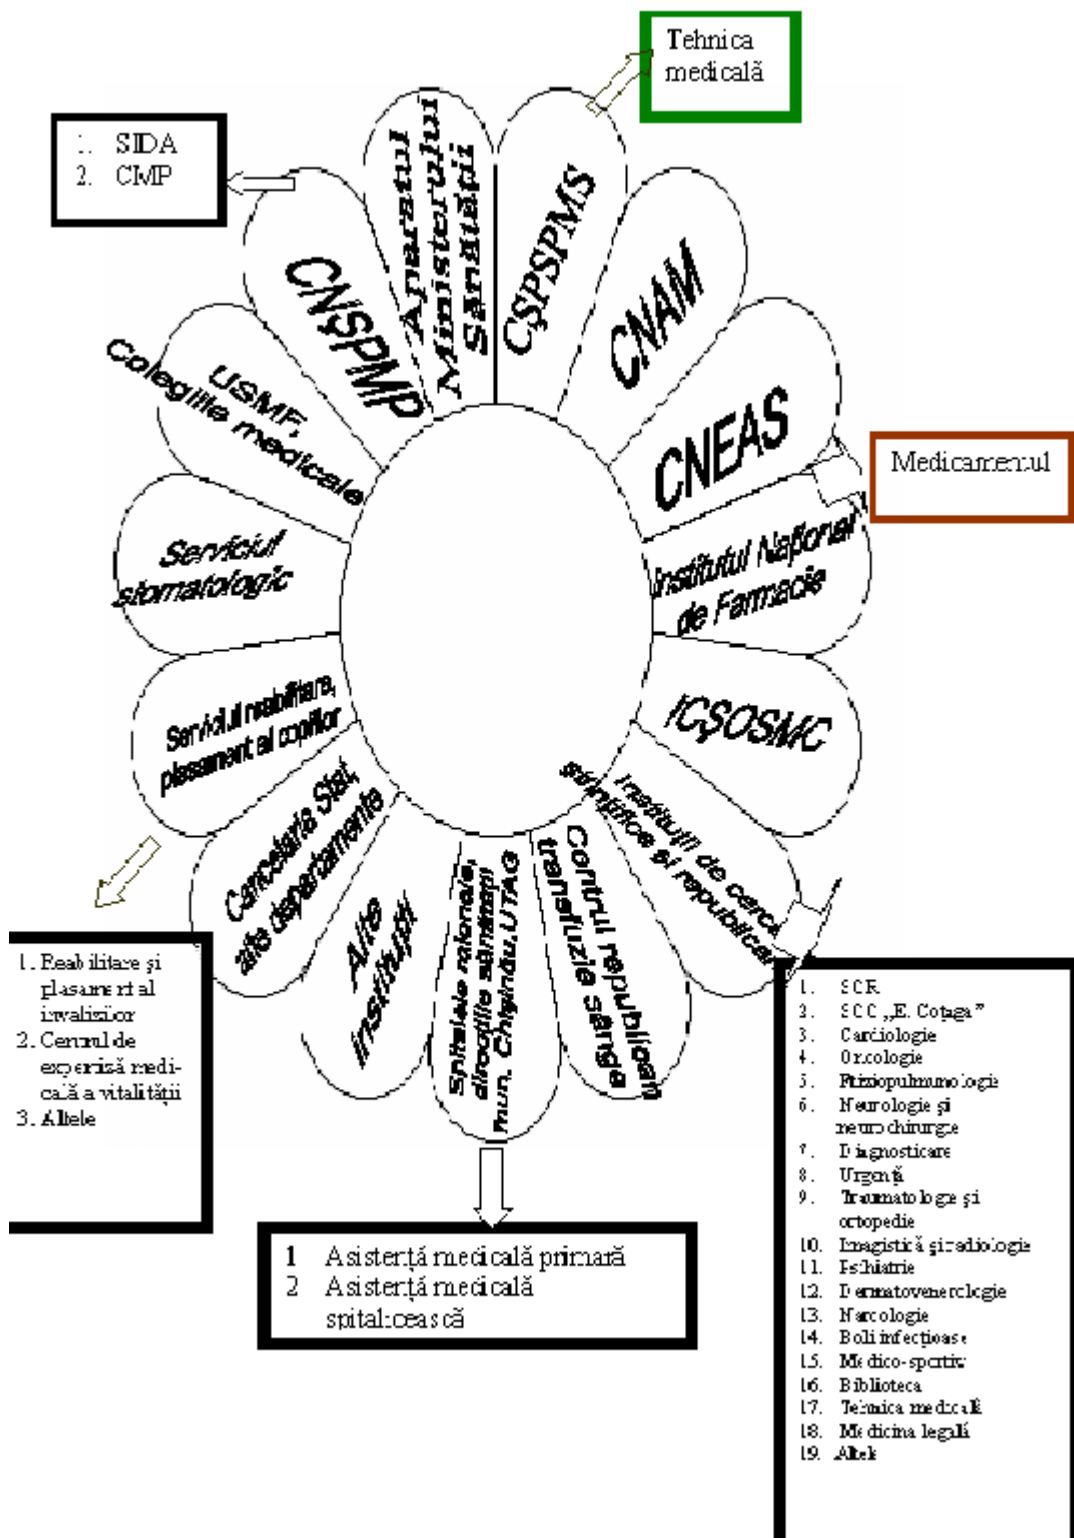 Tehnica
medicală
1. SIDA
2. CMP
Aparatul
Ministerului
Sănătății
CȘPSPMS
CNAM
CNEAS
Medicamentul
Institutul Național
de Farmacie
ICȘOSMC
Instituții de cerc.
științifice și republicane
Centrul republican
transfuzie sânge
Spitalele raionale,
direcțiile sănătății
mun. Chișinău, UTAG
Alte
instituții
Cancelaria Stat,
alte departamente
Serviciul reabilitare,
plasament al copiilor
Serviciul
stomatologic
USMF,
Colegiile medicale
CNȘPMP
1. Reabilitare și
plasament al
invalizilor
2. Centrul de
expertiză medi-
cală a vitalității
3. Altele
1 Asistență medicală primară
2 Asistență medicală
spitalicească
1. SCR
2. SCC „E. Coțaga”
3. Cardiologie
4. Oncologie
5. Ftiziopulmunologie
6. Neurologie și
neurochirurgie
7. Diagnosticare
8. Urgență
9. Traumatologie și
ortopedie
10. Imagistică și radiologie
11. Psihiatrie
12. Dermatovenerologie
13. Narcologie
14. Boli infecțioase
15. Medico-sportiv
16. Biblioteca
17. Tehnica medicală
18. Medicina legală
19. Altele